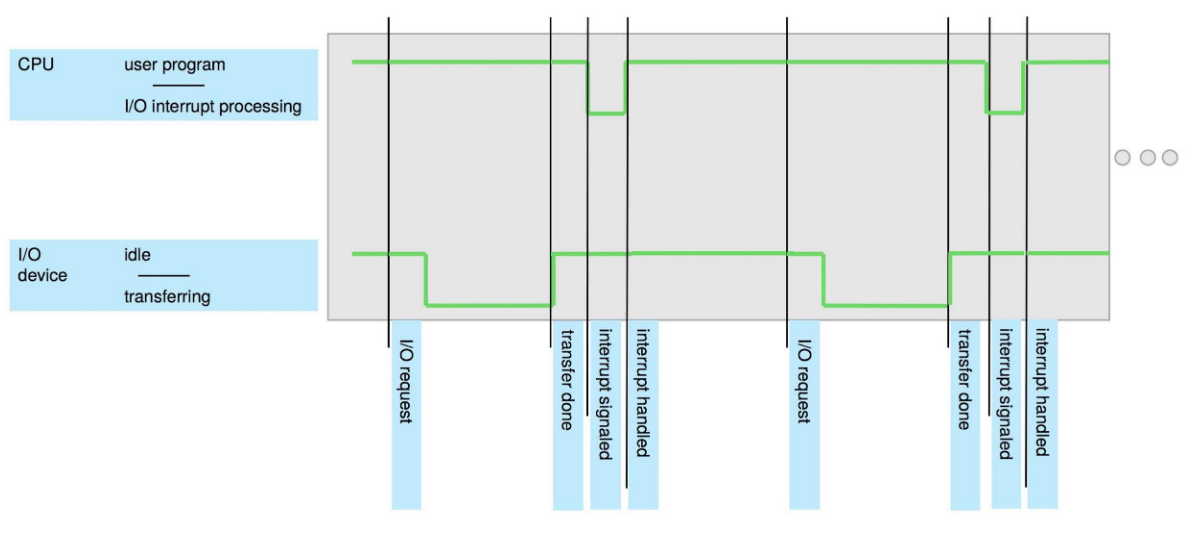 CPU
user program
I/O interrupt processing
I/O
device
idle
transferring
I/O request
transfer done
interrupt signaled
interrupt handled
I/O request
transfer done
interrupt signaled
interrupt handled